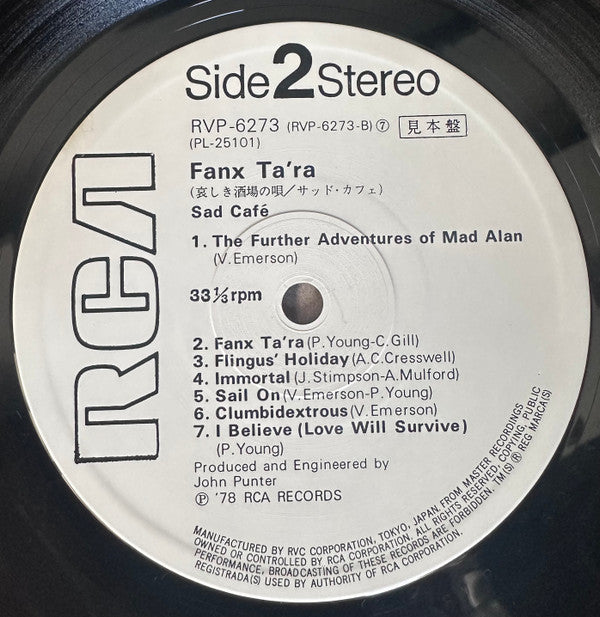 Side 2 Stereo
RVP-6273 (RVP-6273-B) ⑦ 見本盤
(PL-25101)
Fanx Ta'ra
(哀しき酒場の唄/サッド・カフェ)
Sad Café
1. The Further Adventures of Mad Alan
(V.Emerson)
33⅓rpm
2. Fanx Ta'ra (P.Young-C.Gill)
3. Flingus' Holiday (A.C.Cresswell)
4. Immortal (J.Stimpson-A.Mulford)
5. Sail On (V.Emerson-P.Young)
6. Clumbidextrous (V.Emerson)
7. I Believe (Love Will Survive)
(P.Young)
Produced and Engineered by
John Punter
℗ '78 RCA RECORDS
RCA
MANUFACTURED BY RVC CORPORATION, TOKYO, JAPAN. FROM MASTER RECORDINGS
OWNED OR CONTROLLED BY RCA CORPORATION. ALL RIGHTS RESERVED. COPYING, PUBLIC
PERFORMANCE, BROADCASTING OF THESE RECORDS ARE FORBIDDEN. TM(S) ® REG MARCA(S)
REGISTRADA(S) USED BY AUTHORITY OF RCA CORPORATION.